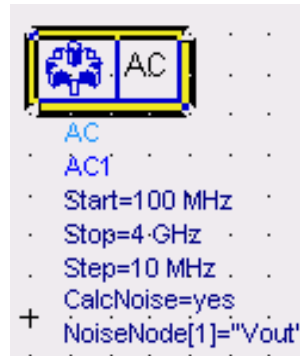 AC
AC
AC1
Start=100 MHz
Stop=4 GHz
Step=10 MHz
CalcNoise=yes
NoiseNode[1]="Vout"